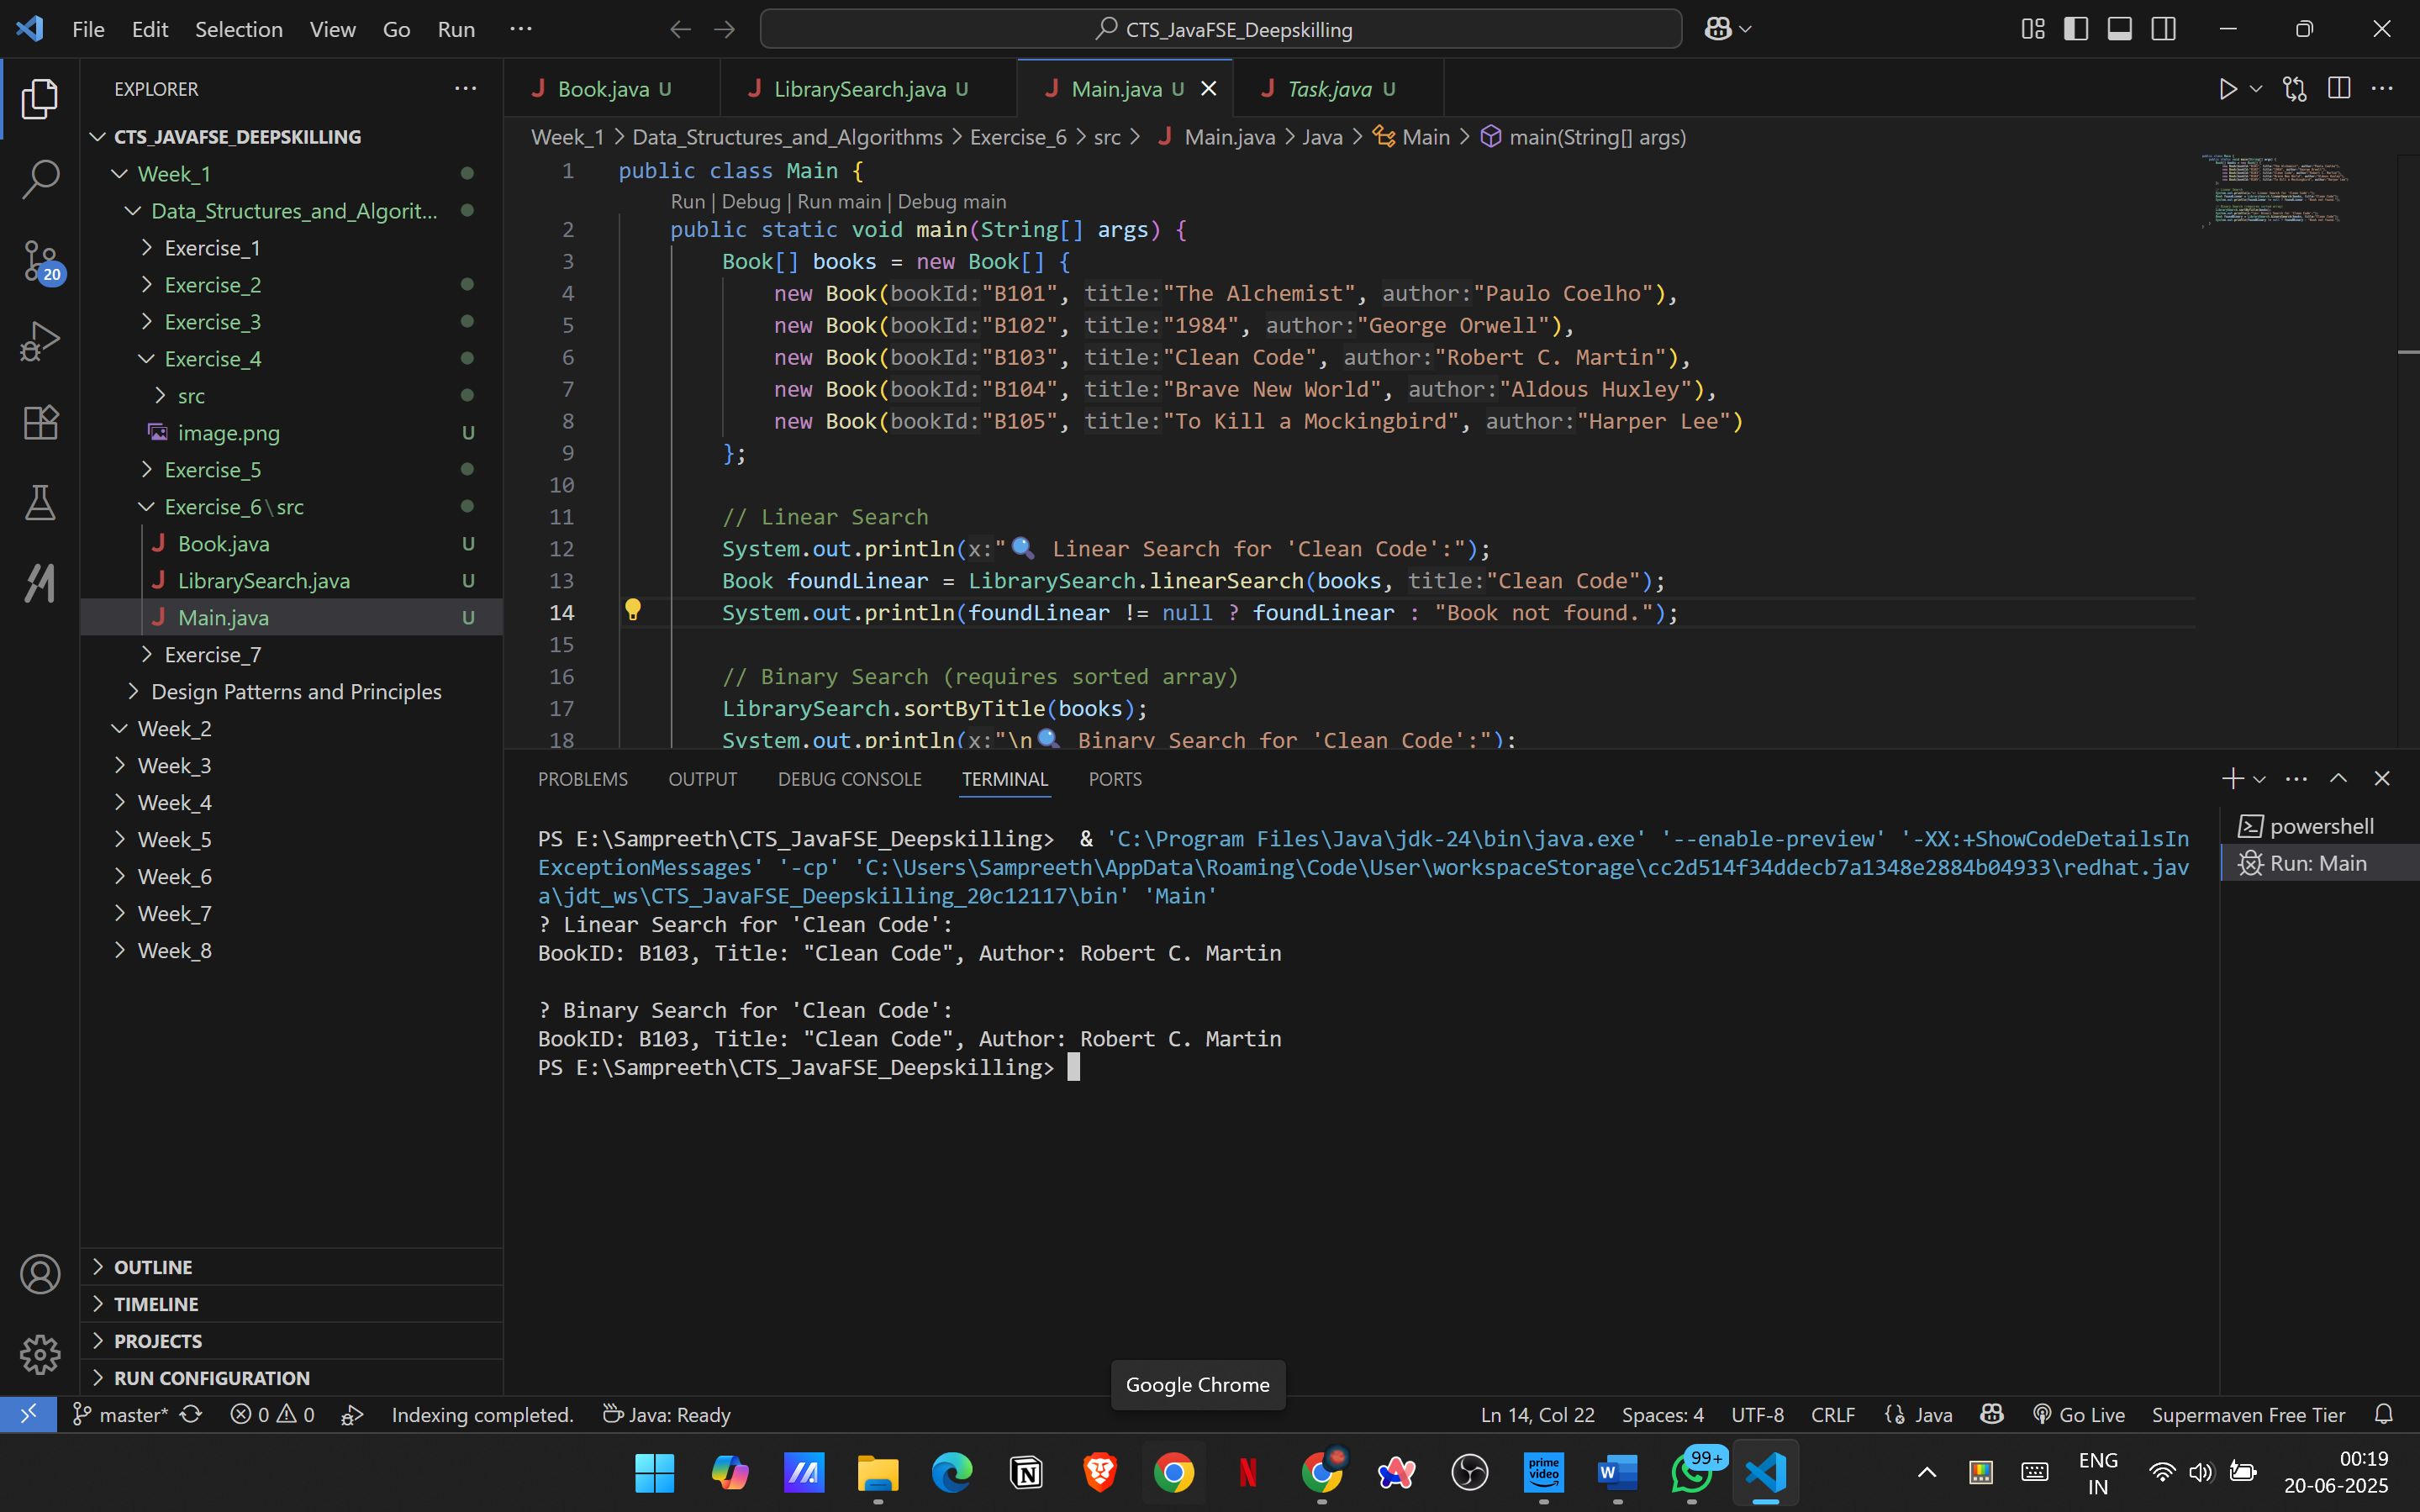 File Edit Selection View Go Run ···
CTS_JavaFSE_Deepskilling
EXPLORER
CTS_JAVAFSE_DEEPSKILLING
Week_1
Data_Structures_and_Algorit...
Exercise_1
Exercise_2
Exercise_3
Exercise_4
src
image.png U
Exercise_5
Exercise_6\src
Book.java U
LibrarySearch.java U
Main.java U
Exercise_7
Design Patterns and Principles
Week_2
Week_3
Week_4
Week_5
Week_6
Week_7
Week_8
OUTLINE
TIMELINE
PROJECTS
RUN CONFIGURATION
20
J Book.java U J LibrarySearch.java U J Main.java U J Task.java U
Week_1 > Data_Structures_and_Algorithms > Exercise_6 > src > J Main.java > Java > Main > main(String[] args)
1 public class Main {
Run | Debug | Run main | Debug main
2 public static void main(String[] args) {
3 Book[] books = new Book[] {
4 new Book(bookId:"B101", title:"The Alchemist", author:"Paulo Coelho"),
5 new Book(bookId:"B102", title:"1984", author:"George Orwell"),
6 new Book(bookId:"B103", title:"Clean Code", author:"Robert C. Martin"),
7 new Book(bookId:"B104", title:"Brave New World", author:"Aldous Huxley"),
8 new Book(bookId:"B105", title:"To Kill a Mockingbird", author:"Harper Lee")
9 };
10
11 // Linear Search
12 System.out.println(x:"🔍 Linear Search for 'Clean Code':");
13 Book foundLinear = LibrarySearch.linearSearch(books, title:"Clean Code");
14 System.out.println(foundLinear != null ? foundLinear : "Book not found.");
15
16 // Binary Search (requires sorted array)
17 LibrarySearch.sortByTitle(books);
18 System.out.println(x:"\n🔍 Binary Search for 'Clean Code':");
PROBLEMS OUTPUT DEBUG CONSOLE TERMINAL PORTS
PS E:\Sampreeth\CTS_JavaFSE_Deepskilling> & 'C:\Program Files\Java\jdk-24\bin\java.exe' '--enable-preview' '-XX:+ShowCodeDetailsIn
ExceptionMessages' '-cp' 'C:\Users\Sampreeth\AppData\Roaming\Code\User\workspaceStorage\cc2d514f34ddecb7a1348e2884b04933\redhat.jav
a\jdt_ws\CTS_JavaFSE_Deepskilling_20c12117\bin' 'Main'
? Linear Search for 'Clean Code':
BookID: B103, Title: "Clean Code", Author: Robert C. Martin
? Binary Search for 'Clean Code':
BookID: B103, Title: "Clean Code", Author: Robert C. Martin
PS E:\Sampreeth\CTS_JavaFSE_Deepskilling>
powershell
Run: Main
Google Chrome
master* 0 0 Indexing completed. Java: Ready
Ln 14, Col 22 Spaces: 4 UTF-8 CRLF Java Go Live Supermaven Free Tier
prime video
W
99+
ENG
IN
00:19
20-06-2025